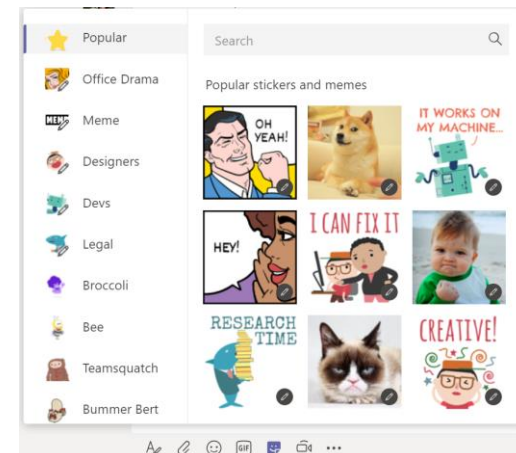 Popular
Office Drama
MEME
Meme
Designers
Devs
Legal
Broccoli
Bee
Teamsquatch
Bummer Bert
Search
Popular stickers and memes
OH
YEAH!
IT WORKS ON
MY MACHINE...
HEY!
I CAN FIX IT
RESEARCH
TIME
CREATIVE!
A
GIF